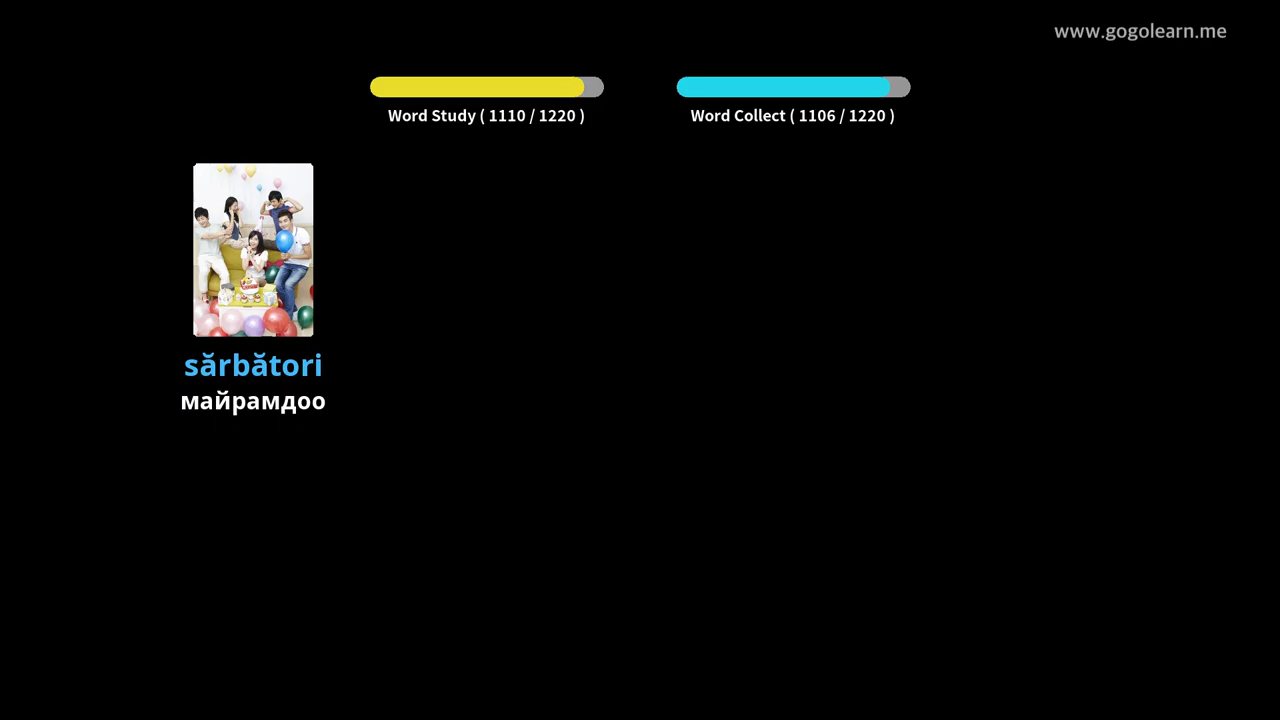 www.gogolearn.me
Word Study ( 1110 / 1220 )
Word Collect ( 1106 / 1220 )
sărbători
майрамдоо